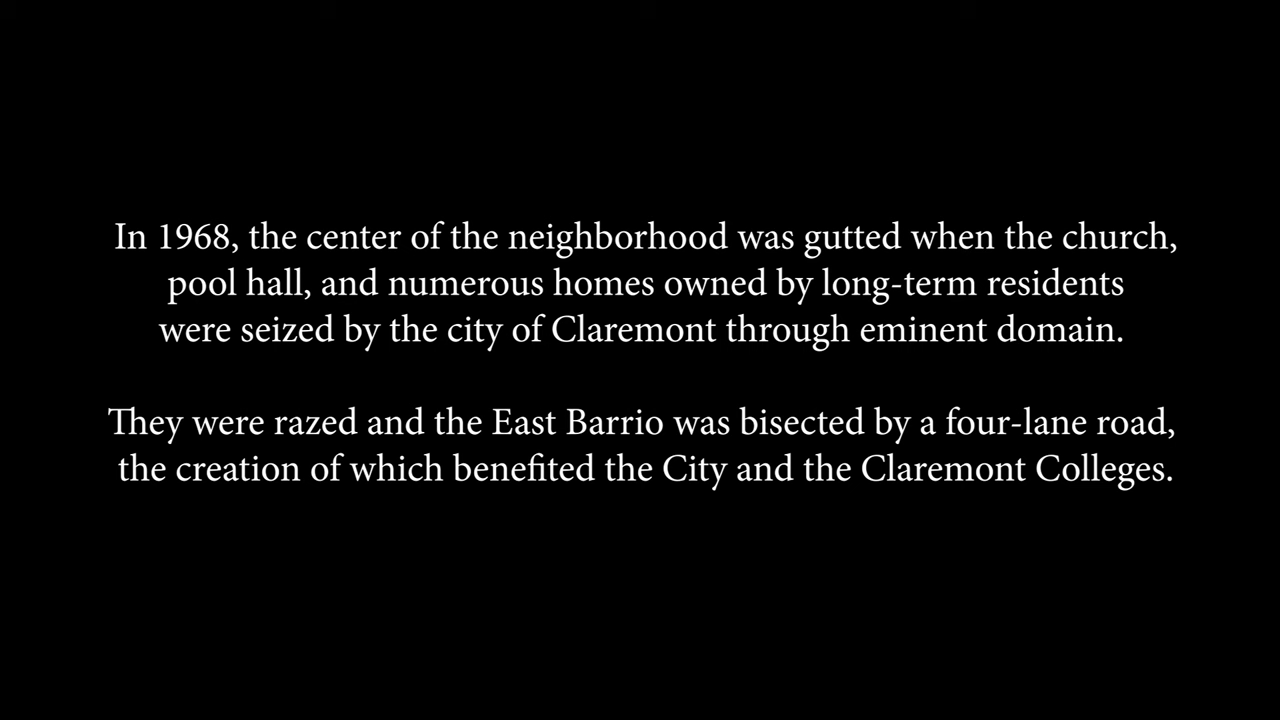 In 1968, the center of the neighborhood was gutted when the church,
pool hall, and numerous homes owned by long-term residents
were seized by the city of Claremont through eminent domain.
They were razed and the East Barrio was bisected by a four-lane road,
the creation of which benefited the City and the Claremont Colleges.